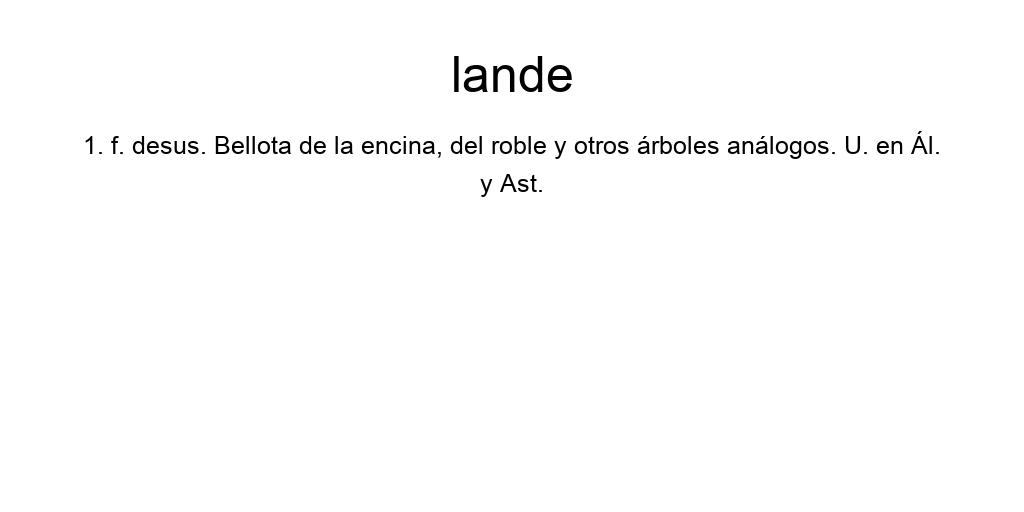 lande
1. f. desus. Bellota de la encina, del roble y otros árboles análogos. U. en Ál.
y Ast.